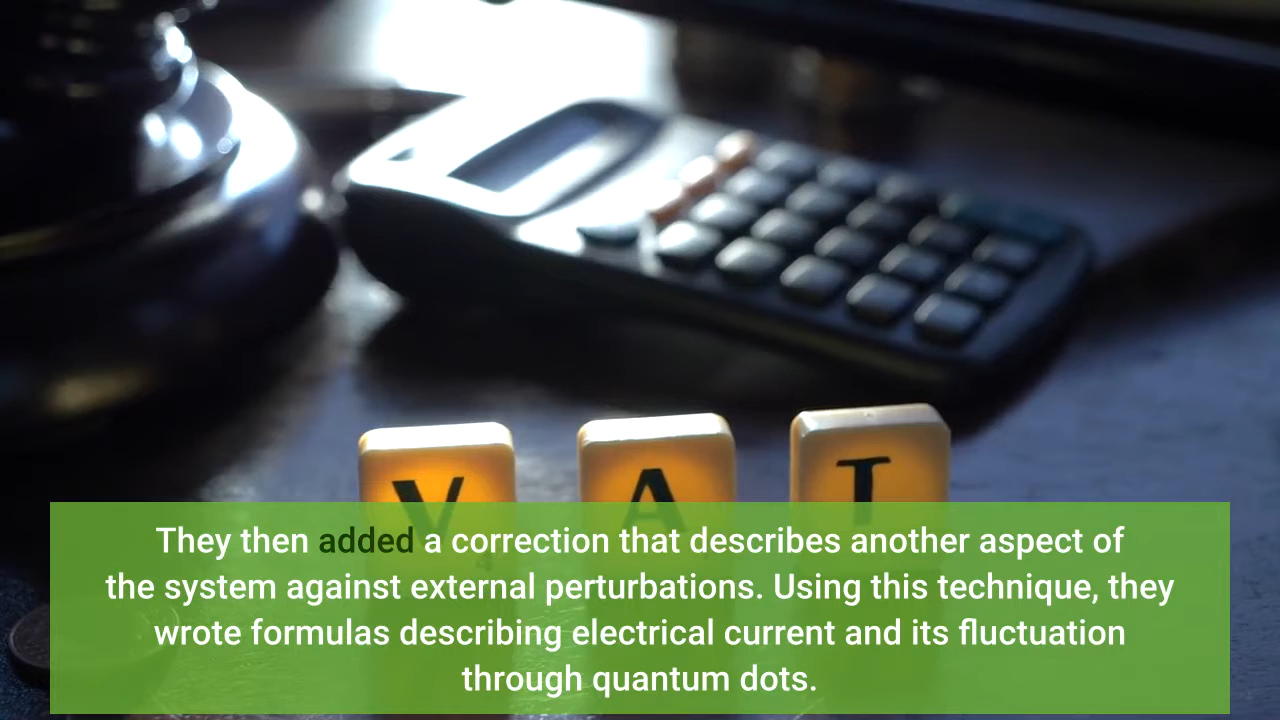 V A T
They then added a correction that describes another aspect of
the system against external perturbations. Using this technique, they
wrote formulas describing electrical current and its fluctuation
through quantum dots.